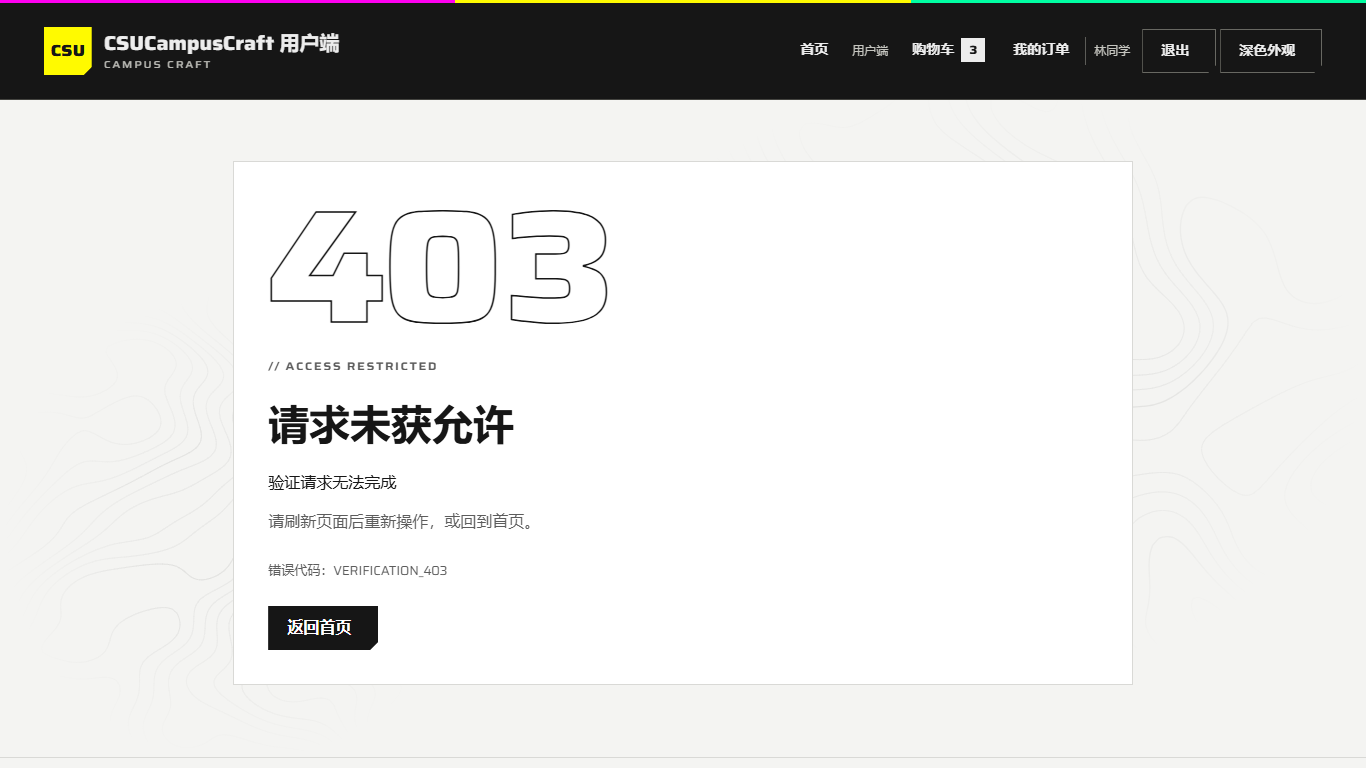 CSU
CSUCampusCraft 用户端
CAMPUS CRAFT
首页 用户端 购物车 3 我的订单 林同学 退出 深色外观
403
// ACCESS RESTRICTED
请求未获允许
验证请求无法完成
请刷新页面后重新操作，或回到首页。
错误代码：VERIFICATION_403
返回首页